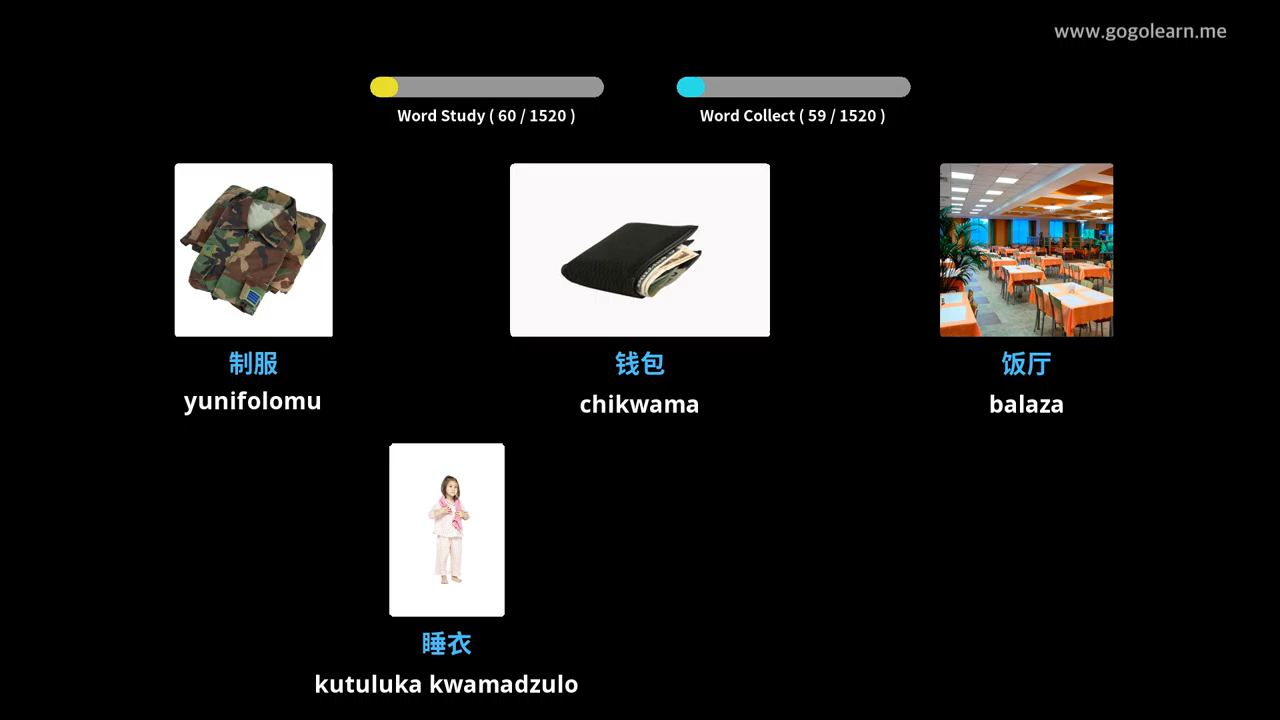 www.gogolearn.me
Word Study ( 60 / 1520 )
Word Collect ( 59 / 1520 )
制服
yunifolomu
钱包
chikwama
饭厅
balaza
睡衣
kutuluka kwamadzulo